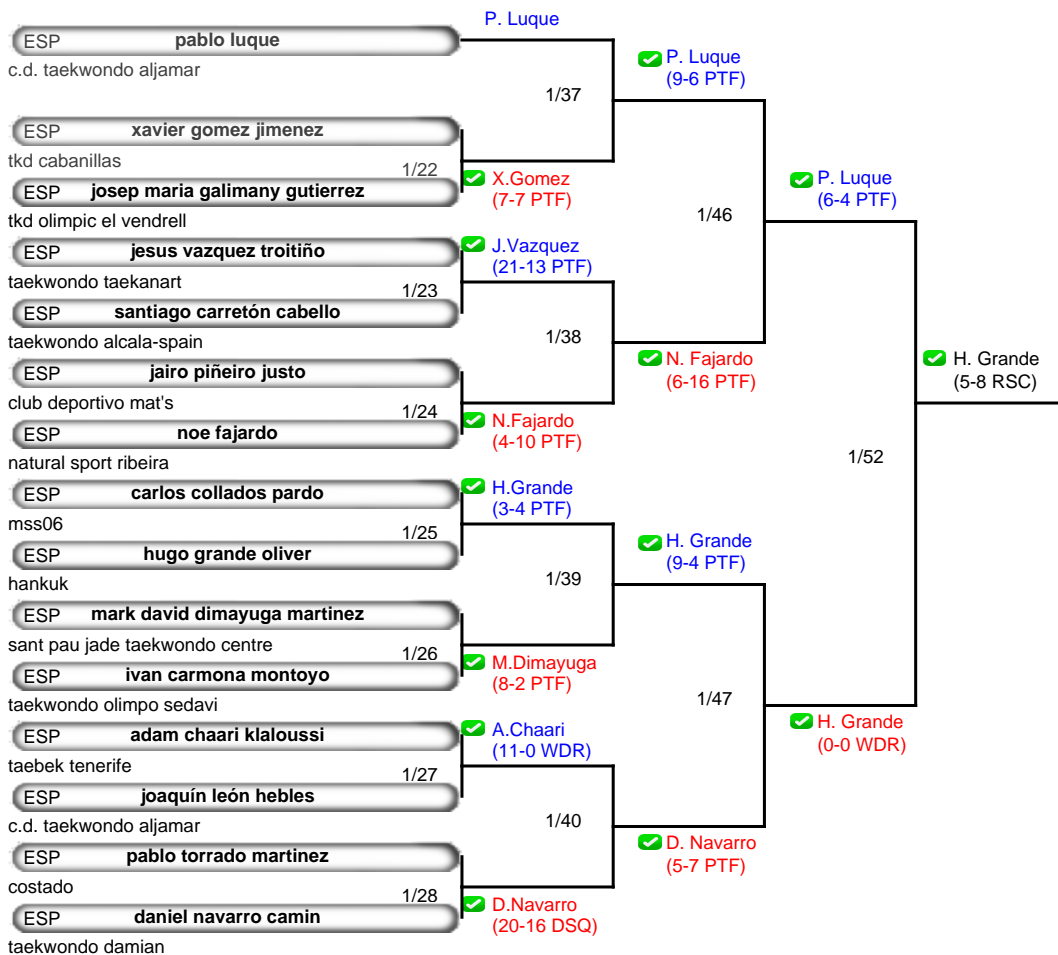 P. Luque
ESP pablo luque
c.d. taekwondo aljamar
P. Luque
(9-6 PTF)
1/37
ESP xavier gomez jimenez
tkd cabanillas
1/22
ESP josep maria galimany gutierrez
tkd olimpic el vendrell
X.Gomez
(7-7 PTF)
P. Luque
(6-4 PTF)
1/46
ESP jesus vazquez troitiño
taekwondo taekanart
J.Vazquez
(21-13 PTF)
1/23
ESP santiago carretón cabello
taekwondo alcala-spain
1/38
ESP jairo piñeiro justo
club deportivo mat's
N. Fajardo
(6-16 PTF)
H. Grande
(5-8 RSC)
1/24
ESP noe fajardo
natural sport ribeira
N.Fajardo
(4-10 PTF)
1/52
ESP carlos collados pardo
mss06
H.Grande
(3-4 PTF)
1/25
ESP hugo grande oliver
hankuk
H. Grande
(9-4 PTF)
1/39
ESP mark david dimayuga martinez
sant pau jade taekwondo centre
1/26
ESP ivan carmona montoyo
taekwondo olimpo sedavi
M.Dimayuga
(8-2 PTF)
1/47
ESP adam chaari klaloussi
taebek tenerife
A.Chaari
(11-0 WDR)
H. Grande
(0-0 WDR)
1/27
ESP joaquín león hebles
c.d. taekwondo aljamar
1/40
ESP pablo torrado martinez
costado
D. Navarro
(5-7 PTF)
1/28
ESP daniel navarro camin
taekwondo damian
D.Navarro
(20-16 DSQ)